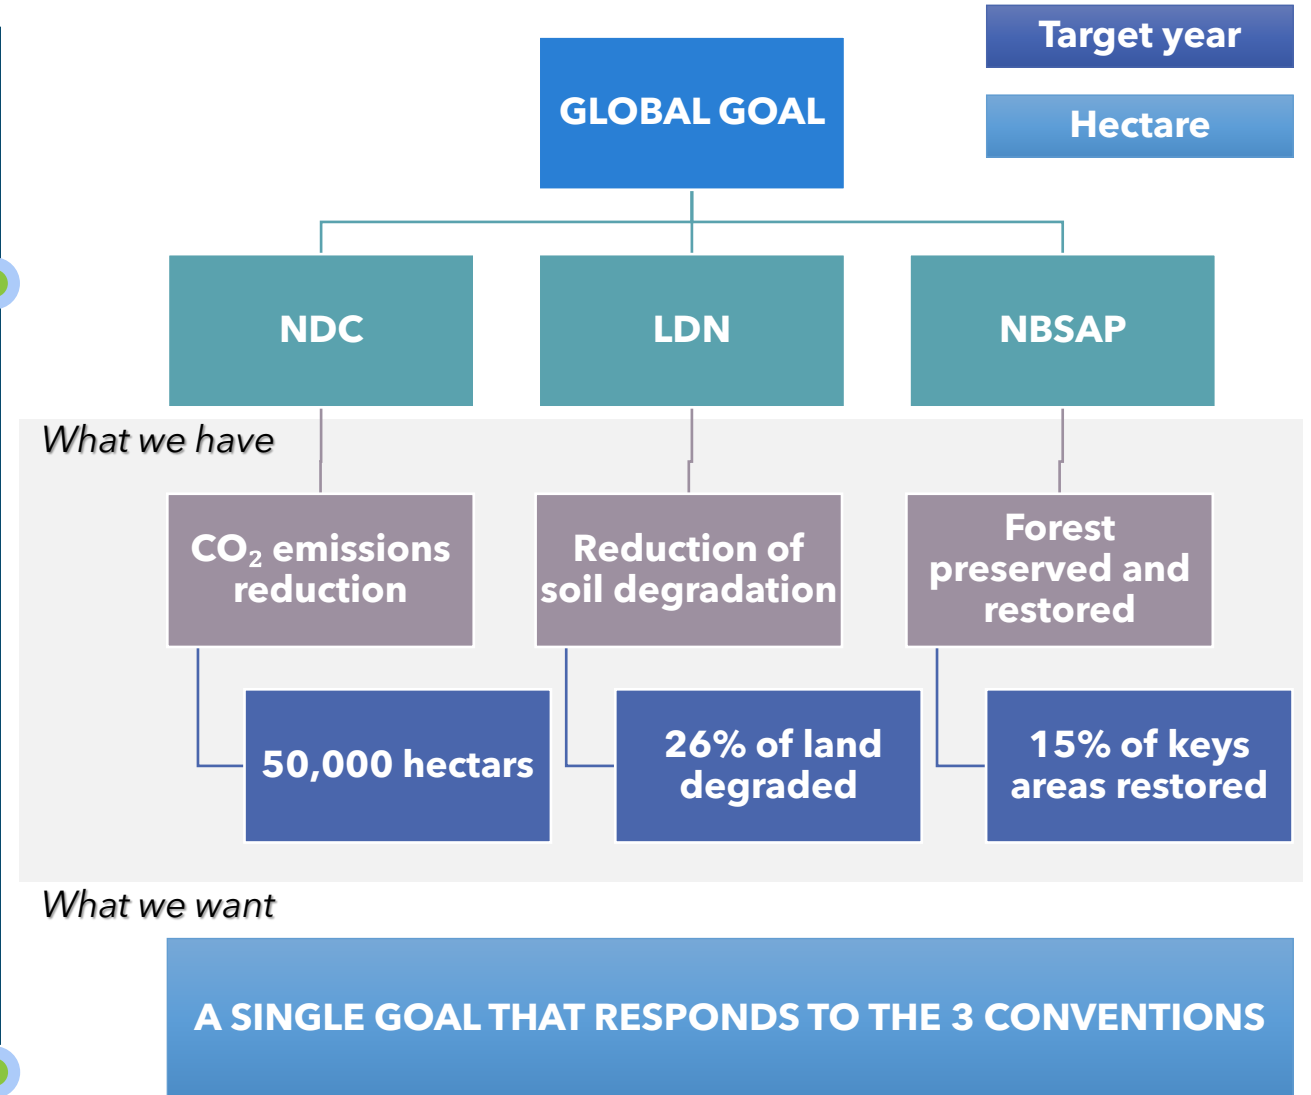 Target year
GLOBAL GOAL
Hectare
NDC
LDN
NBSAP
What we have
CO₂ emissions
reduction
Reduction of
soil degradation
Forest
preserved and
restored
50,000 hectars
26% of land
degraded
15% of keys
areas restored
What we want
A SINGLE GOAL THAT RESPONDS TO THE 3 CONVENTIONS